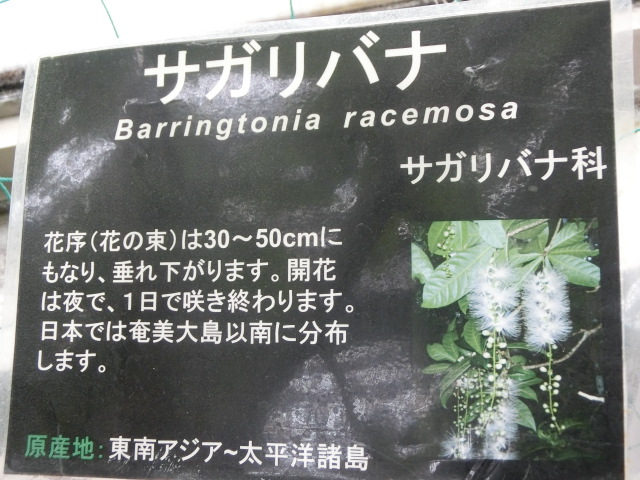 サガリバナ
Barringtonia racemosa
サガリバナ科
花序(花の束)は30～50cmに
もなり、垂れ下がります。開花
は夜で、1日で咲き終わります。
日本では奄美大島以南に分布
します。
原産地:東南アジア~太平洋諸島